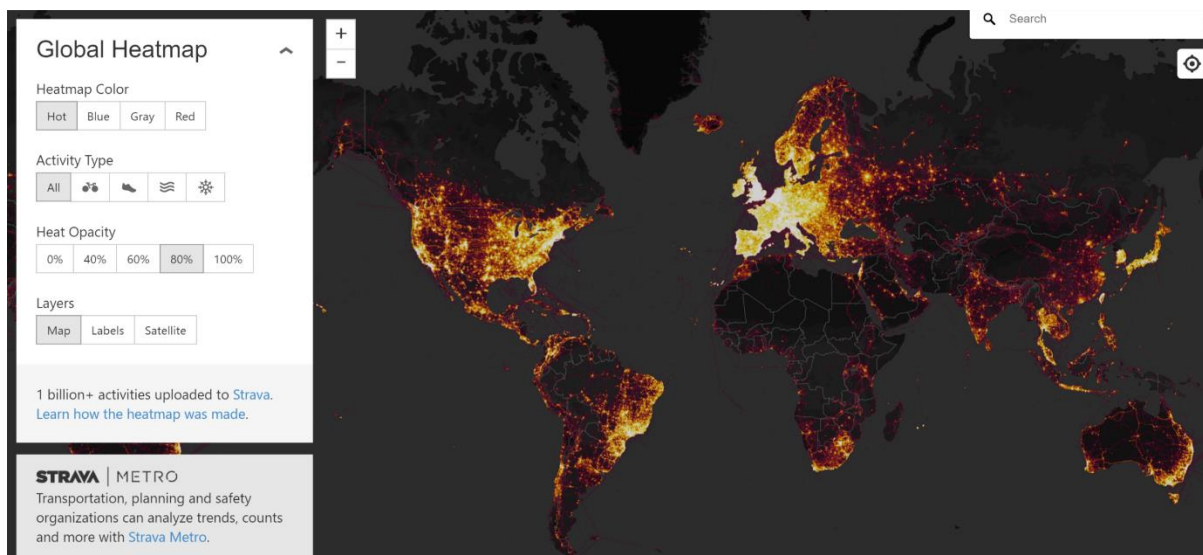 Global Heatmap
Heatmap Color
Hot Blue Gray Red
Activity Type
All
Heat Opacity
0% 40% 60% 80% 100%
Layers
Map Labels Satellite
1 billion+ activities uploaded to Strava.
Learn how the heatmap was made.
STRAVA | METRO
Transportation, planning and safety
organizations can analyze trends, counts
and more with Strava Metro.
+
−
Search